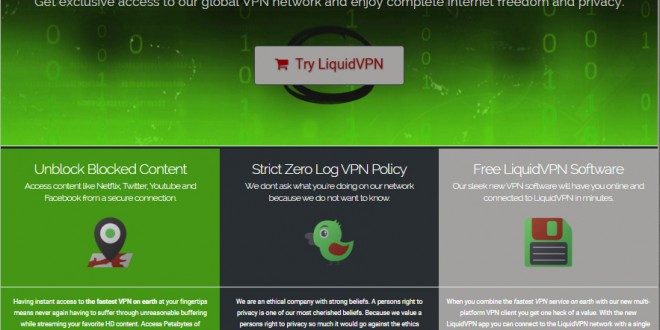 Get exclusive access to our global VPN network and enjoy complete internet freedom and privacy.
Try LiquidVPN
Unblock Blocked Content
Access content like Netflix, Twitter, Youtube and
Facebook from a secure connection.
Having instant access to the fastest VPN on earth at your fingertips
means never again having to suffer through unreasonable buffering
while streaming your favorite HD content. Access Petabytes of
Strict Zero Log VPN Policy
We dont ask what you're doing on our network
because we do not want to know.
We are an ethical company with strong beliefs. A persons right to
privacy is one of our most cherished beliefs. Because we value a
persons right to privacy so much it would go against the ethics
Free LiquidVPN Software
Our sleek new VPN software will have you online and
connected to LiquidVPN in minutes.
When you combine the fastest VPN service on earth with our new multi-
platform VPN client you get one heck of a value. With the new
LiquidVPN app you can connect to the LiquidVPN network with a single